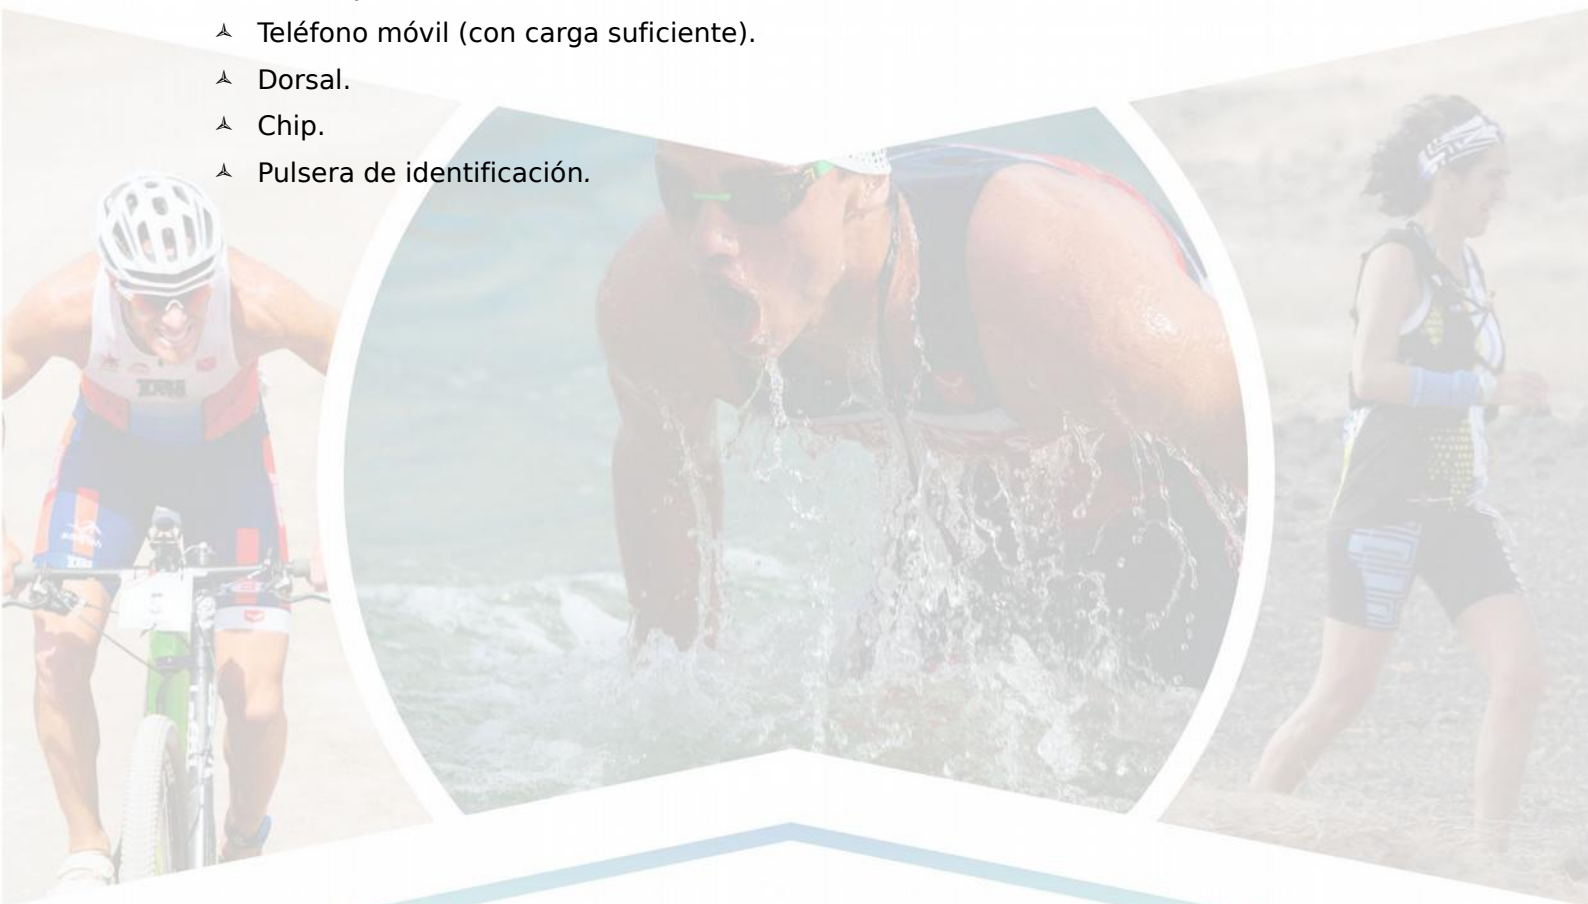 Teléfono móvil (con carga suficiente).
Dorsal.
Chip.
Pulsera de identificación.